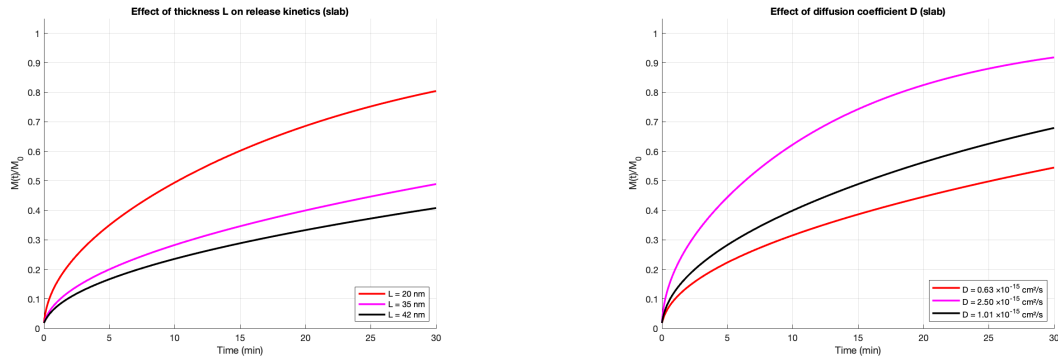 Effect of thickness L on release kinetics (slab)
1
0.9
0.8
0.7
0.6
0.5
0.4
0.3
0.2
0.1
0
M(t)/M₀
0 5 10 15 20 25 30
Time (min)
L = 20 nm
L = 35 nm
L = 42 nm
Effect of diffusion coefficient D (slab)
1
0.9
0.8
0.7
0.6
0.5
0.4
0.3
0.2
0.1
0
M(t)/M₀
0 5 10 15 20 25 30
Time (min)
D = 0.63 ×10⁻¹⁵ cm²/s
D = 2.50 ×10⁻¹⁵ cm²/s
D = 1.01 ×10⁻¹⁵ cm²/s